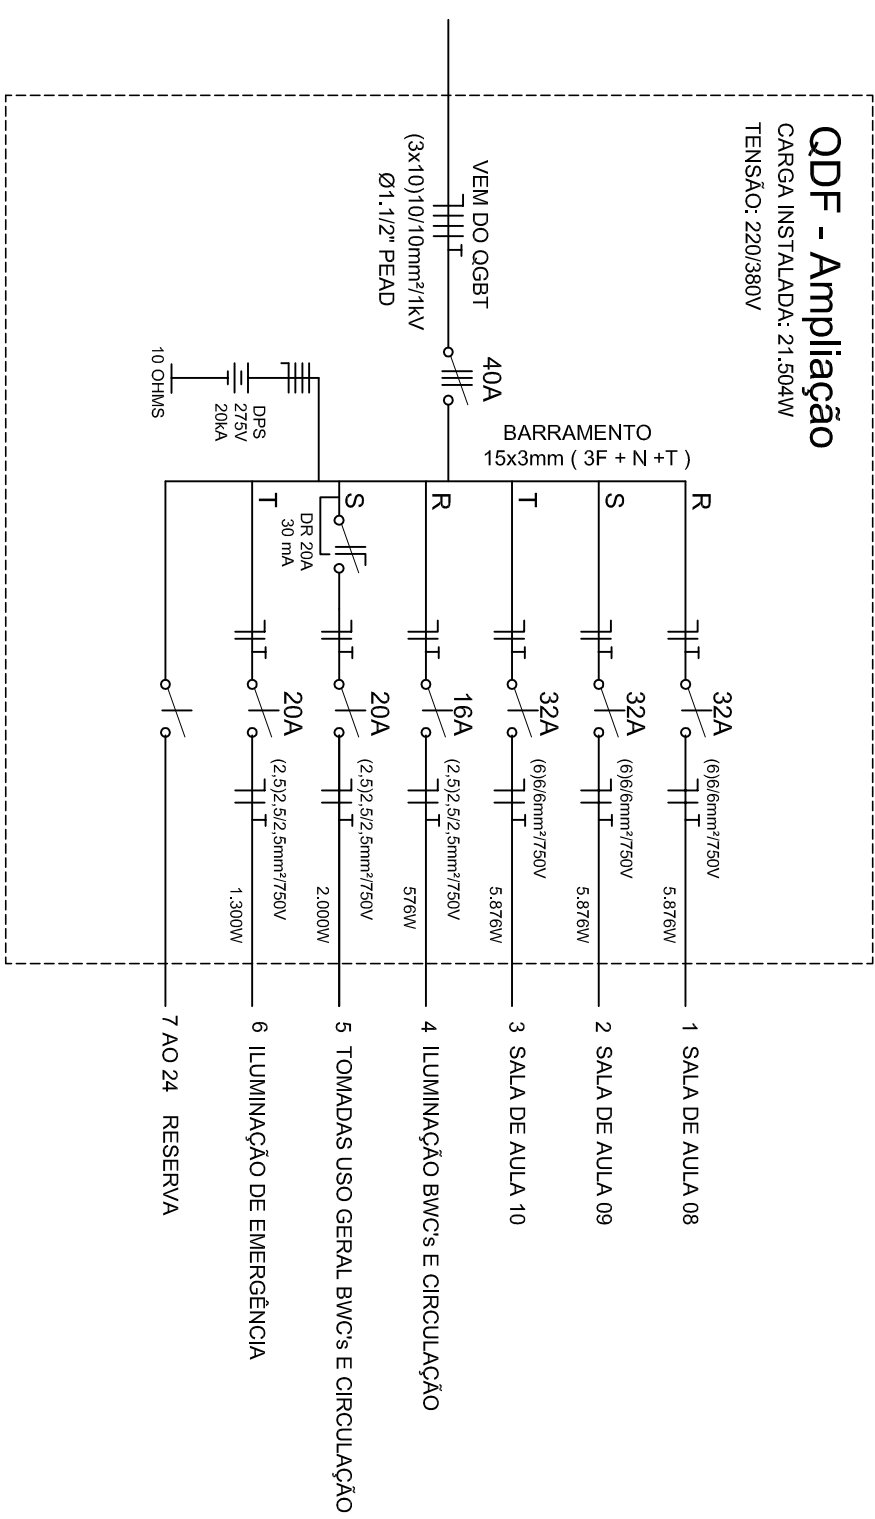 QDF - Ampliação
CARGA INSTALADA: 21.504W
TENSÃO: 220/380V
VEM DO QGBT
(3x10)10/10mm²/1kV
Ø1.1/2" PEAD
40A
BARRAMENTO
15x3mm ( 3F + N +T )
DPS
275V
20kA
10 OHMS
R
32A
(6)6/6mm²/750V
5.876W
1 SALA DE AULA 08
S
32A
(6)6/6mm²/750V
5.876W
2 SALA DE AULA 09
T
32A
(6)6/6mm²/750V
5.876W
3 SALA DE AULA 10
R
16A
(2,5)2,5/2,5mm²/750V
576W
4 ILUMINAÇÃO BWC's E CIRCULAÇÃO
S
DR 20A
30 mA
20A
(2,5)2,5/2,5mm²/750V
2.000W
5 TOMADAS USO GERAL BWC's E CIRCULAÇÃO
T
20A
(2,5)2,5/2,5mm²/750V
1.300W
6 ILUMINAÇÃO DE EMERGÊNCIA
7 AO 24 RESERVA